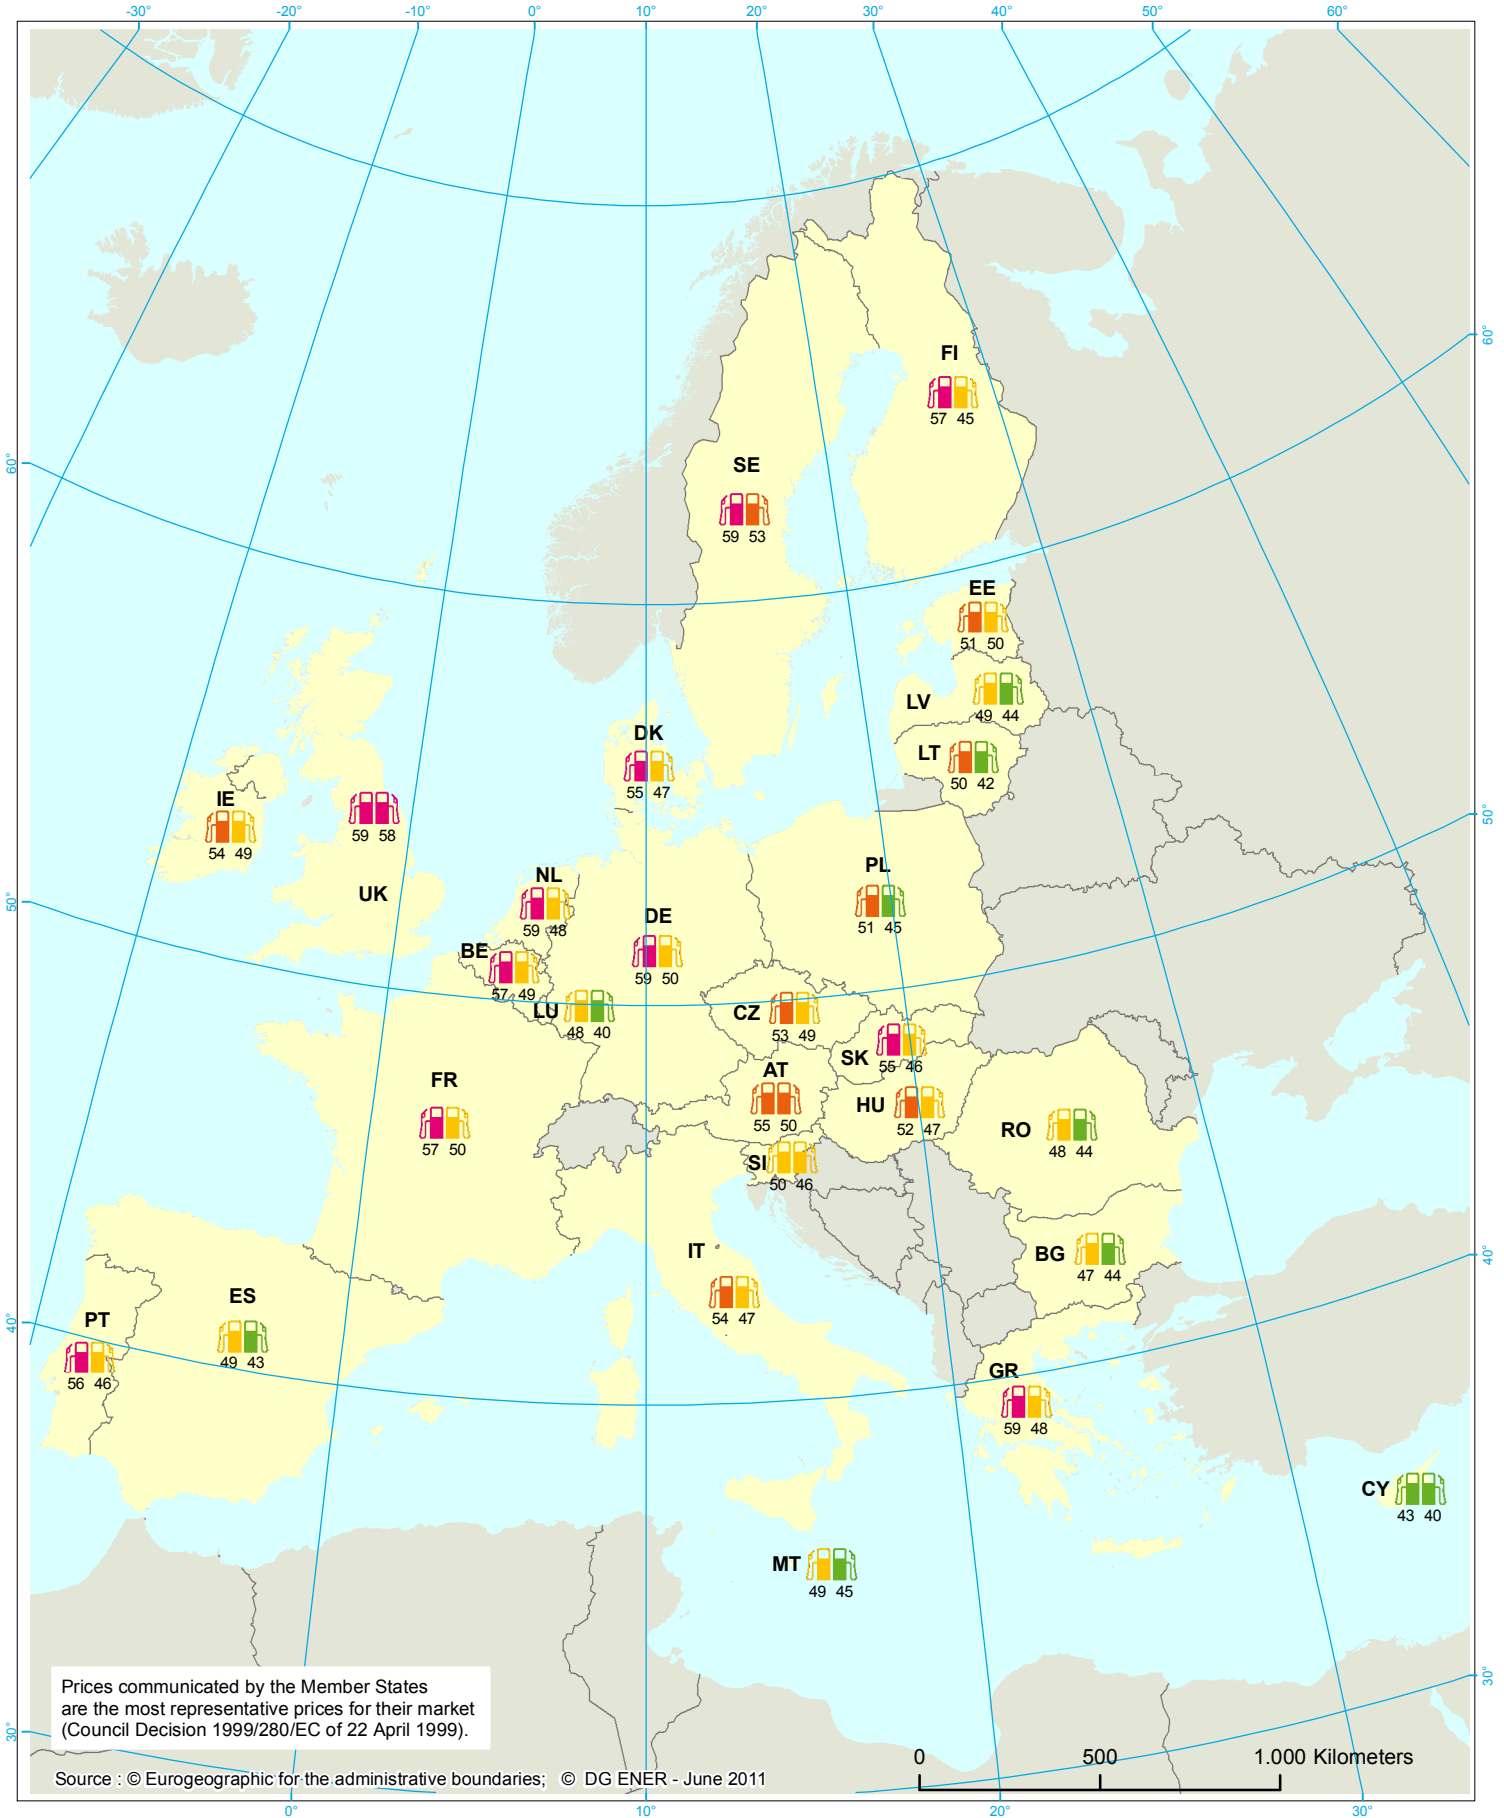 -30° -20° -10° 0° 10° 20° 30° 40° 50° 60°
FI
57 45
60°
SE
60°
59 53
EE
51 50
LV
49 44
DK
LT
55 47
50 42
IE
54 49
59 58
50°
PL
NL
UK
51 45
50°
59 48
DE
BE
59 50
57 49
LU
48 40
CZ
53 49
SK
55 46
AT
FR
55 50
HU
52 47
RO
57 50
48 44
SI
50 46
IT
BG
47 44
40°
ES
54 47
PT
40°
49 43
56 46
GR
59 48
CY
43 40
MT
49 45
30°
Prices communicated by the Member States
are the most representative prices for their market
(Council Decision 1999/280/EC of 22 April 1999).
30°
0 500 1.000 Kilometers
Source : © Eurogeographic for the administrative boundaries; © DG ENER - June 2011
0° 10° 20° 30°